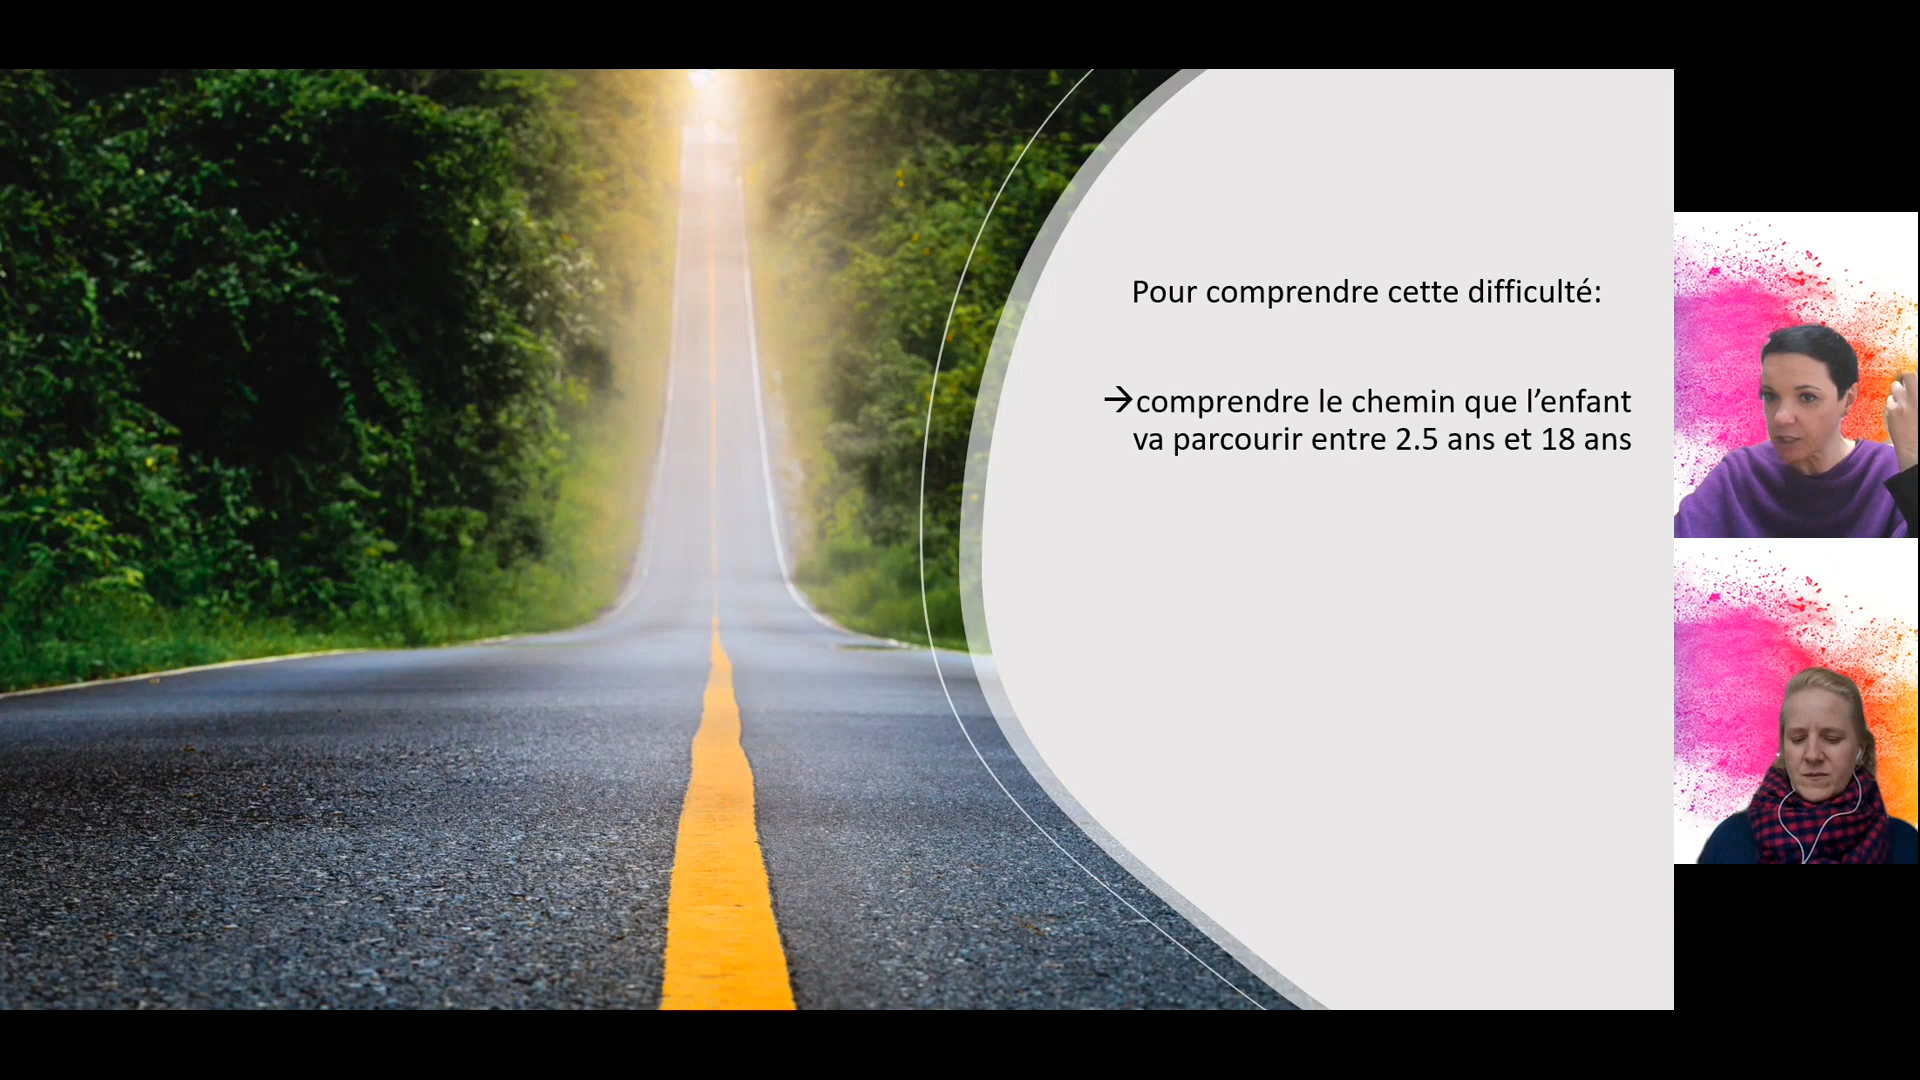 Pour comprendre cette difficulté:
→comprendre le chemin que l’enfant
va parcourir entre 2.5 ans et 18 ans